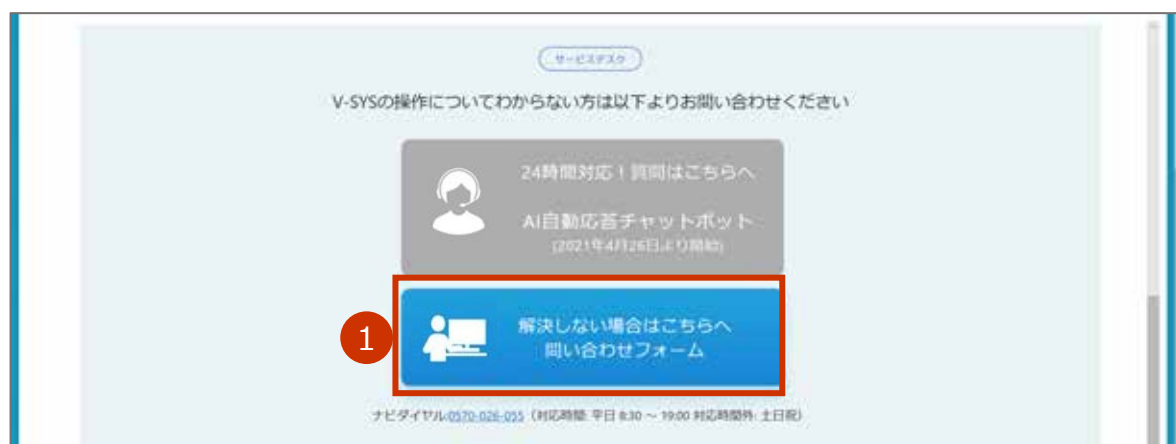 サービスデスク
V-SYSの操作についてわからない方は以下よりお問い合わせください
24時間対応！質問はこちらへ
AI自動応答チャットボット
(2021年4月26日より開始)
1
解決しない場合はこちらへ
問い合わせフォーム
ナビダイヤル:0570-026-055（対応時間: 平日 8:30 ～ 19:00 対応時間外: 土日祝）